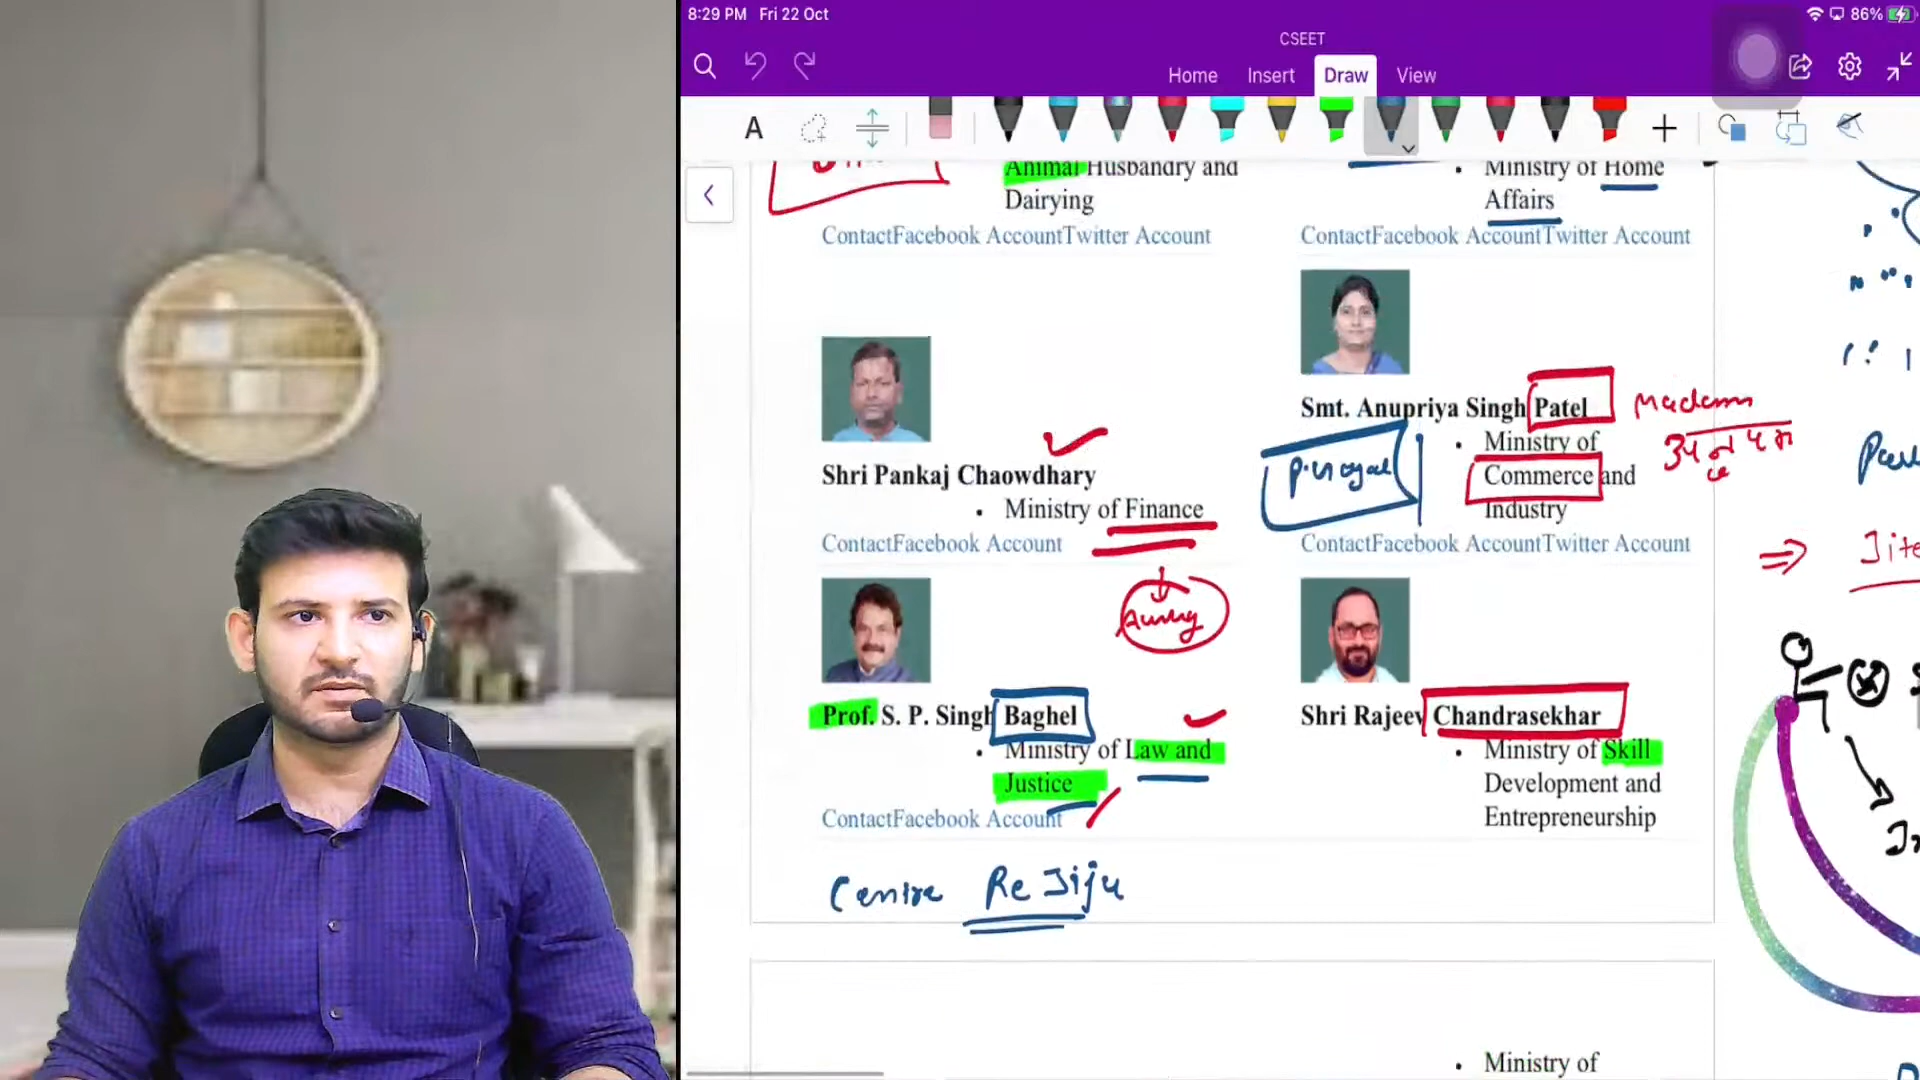 8:29 PM Fri 22 Oct
86%
CSEET
Home Insert Draw View
A
Animal Husbandry and
Dairying
ContactFacebook AccountTwitter Account
Ministry of Home
Affairs
ContactFacebook AccountTwitter Account
Shri Pankaj Chaowdhary
• Ministry of Finance
ContactFacebook Account
Smt. Anupriya Singh Patel
• Ministry of
Commerce and
Industry
ContactFacebook AccountTwitter Account
Madam
P. Goyal
Prof. S. P. Singh Baghel
• Ministry of Law and
Justice
ContactFacebook Account
Shri Rajeev Chandrasekhar
• Ministry of Skill
Development and
Entrepreneurship
Centre ReJiju
• Ministry of